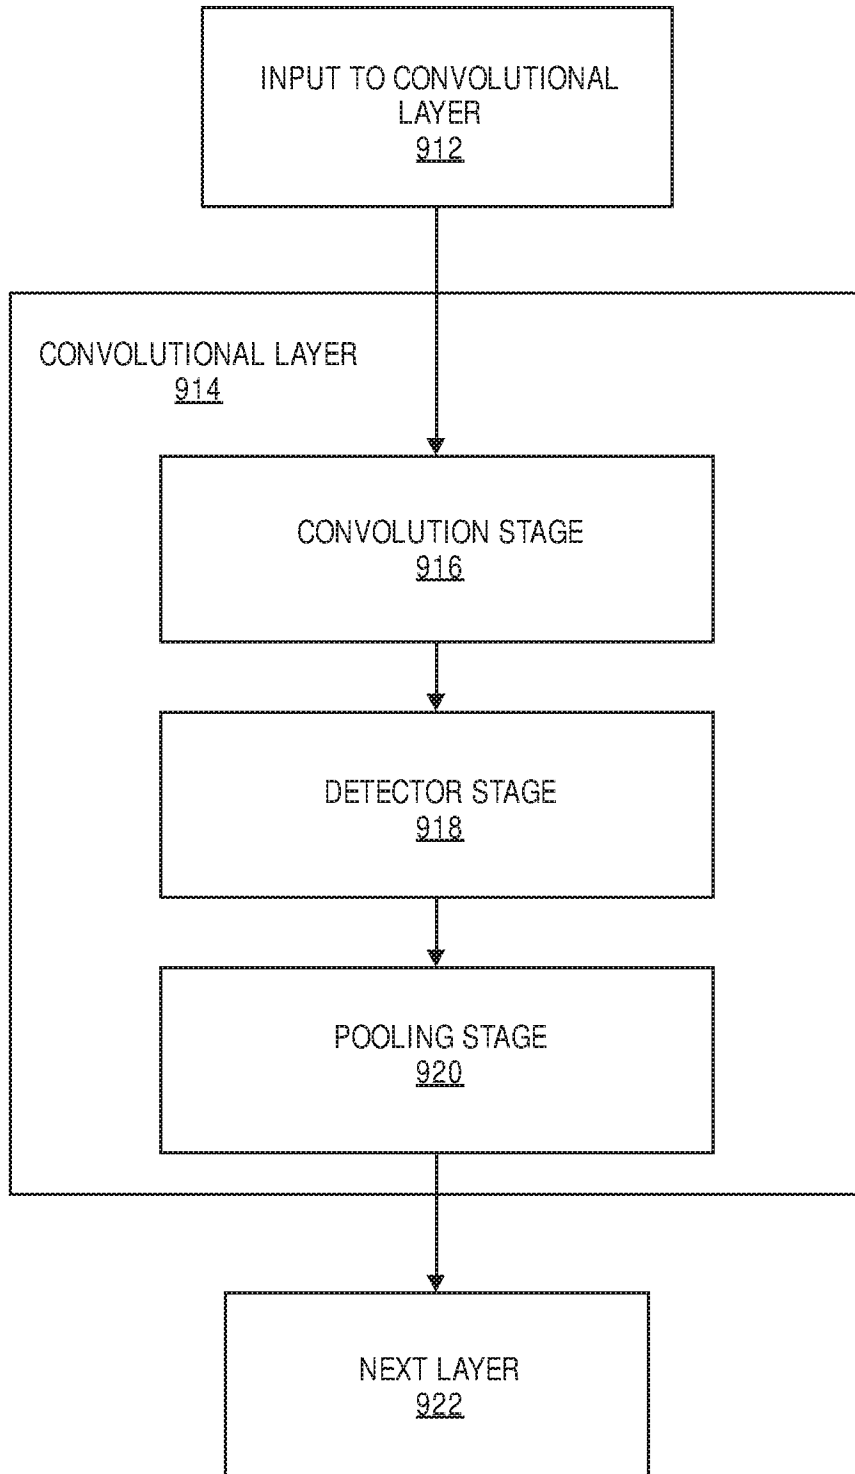 INPUT TO CONVOLUTIONAL
LAYER
912
CONVOLUTIONAL LAYER
914
CONVOLUTION STAGE
916
DETECTOR STAGE
918
POOLING STAGE
920
NEXT LAYER
922